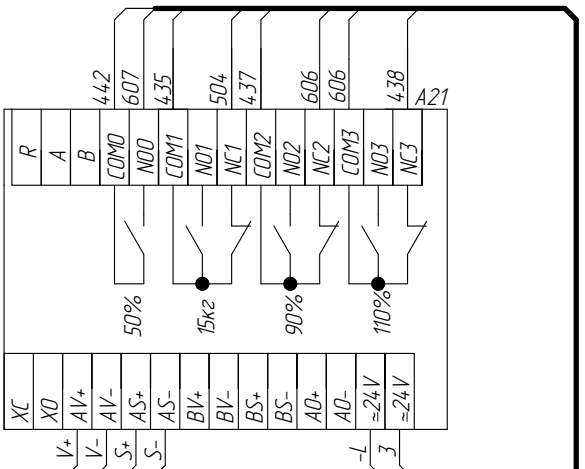 442
607
435
504
437
606
606
438
A21
R
A
B
COM0
NO0
COM1
NO1
NC1
COM2
NO2
NC2
COM3
NO3
NC3
50%
15кг
90%
110%
XC
XO
AV+
AV-
AS+
AS-
BV+
BV-
BS+
BS-
AO+
AO-
≂24V
≂24V
V+
V-
S+
S-
-L
3